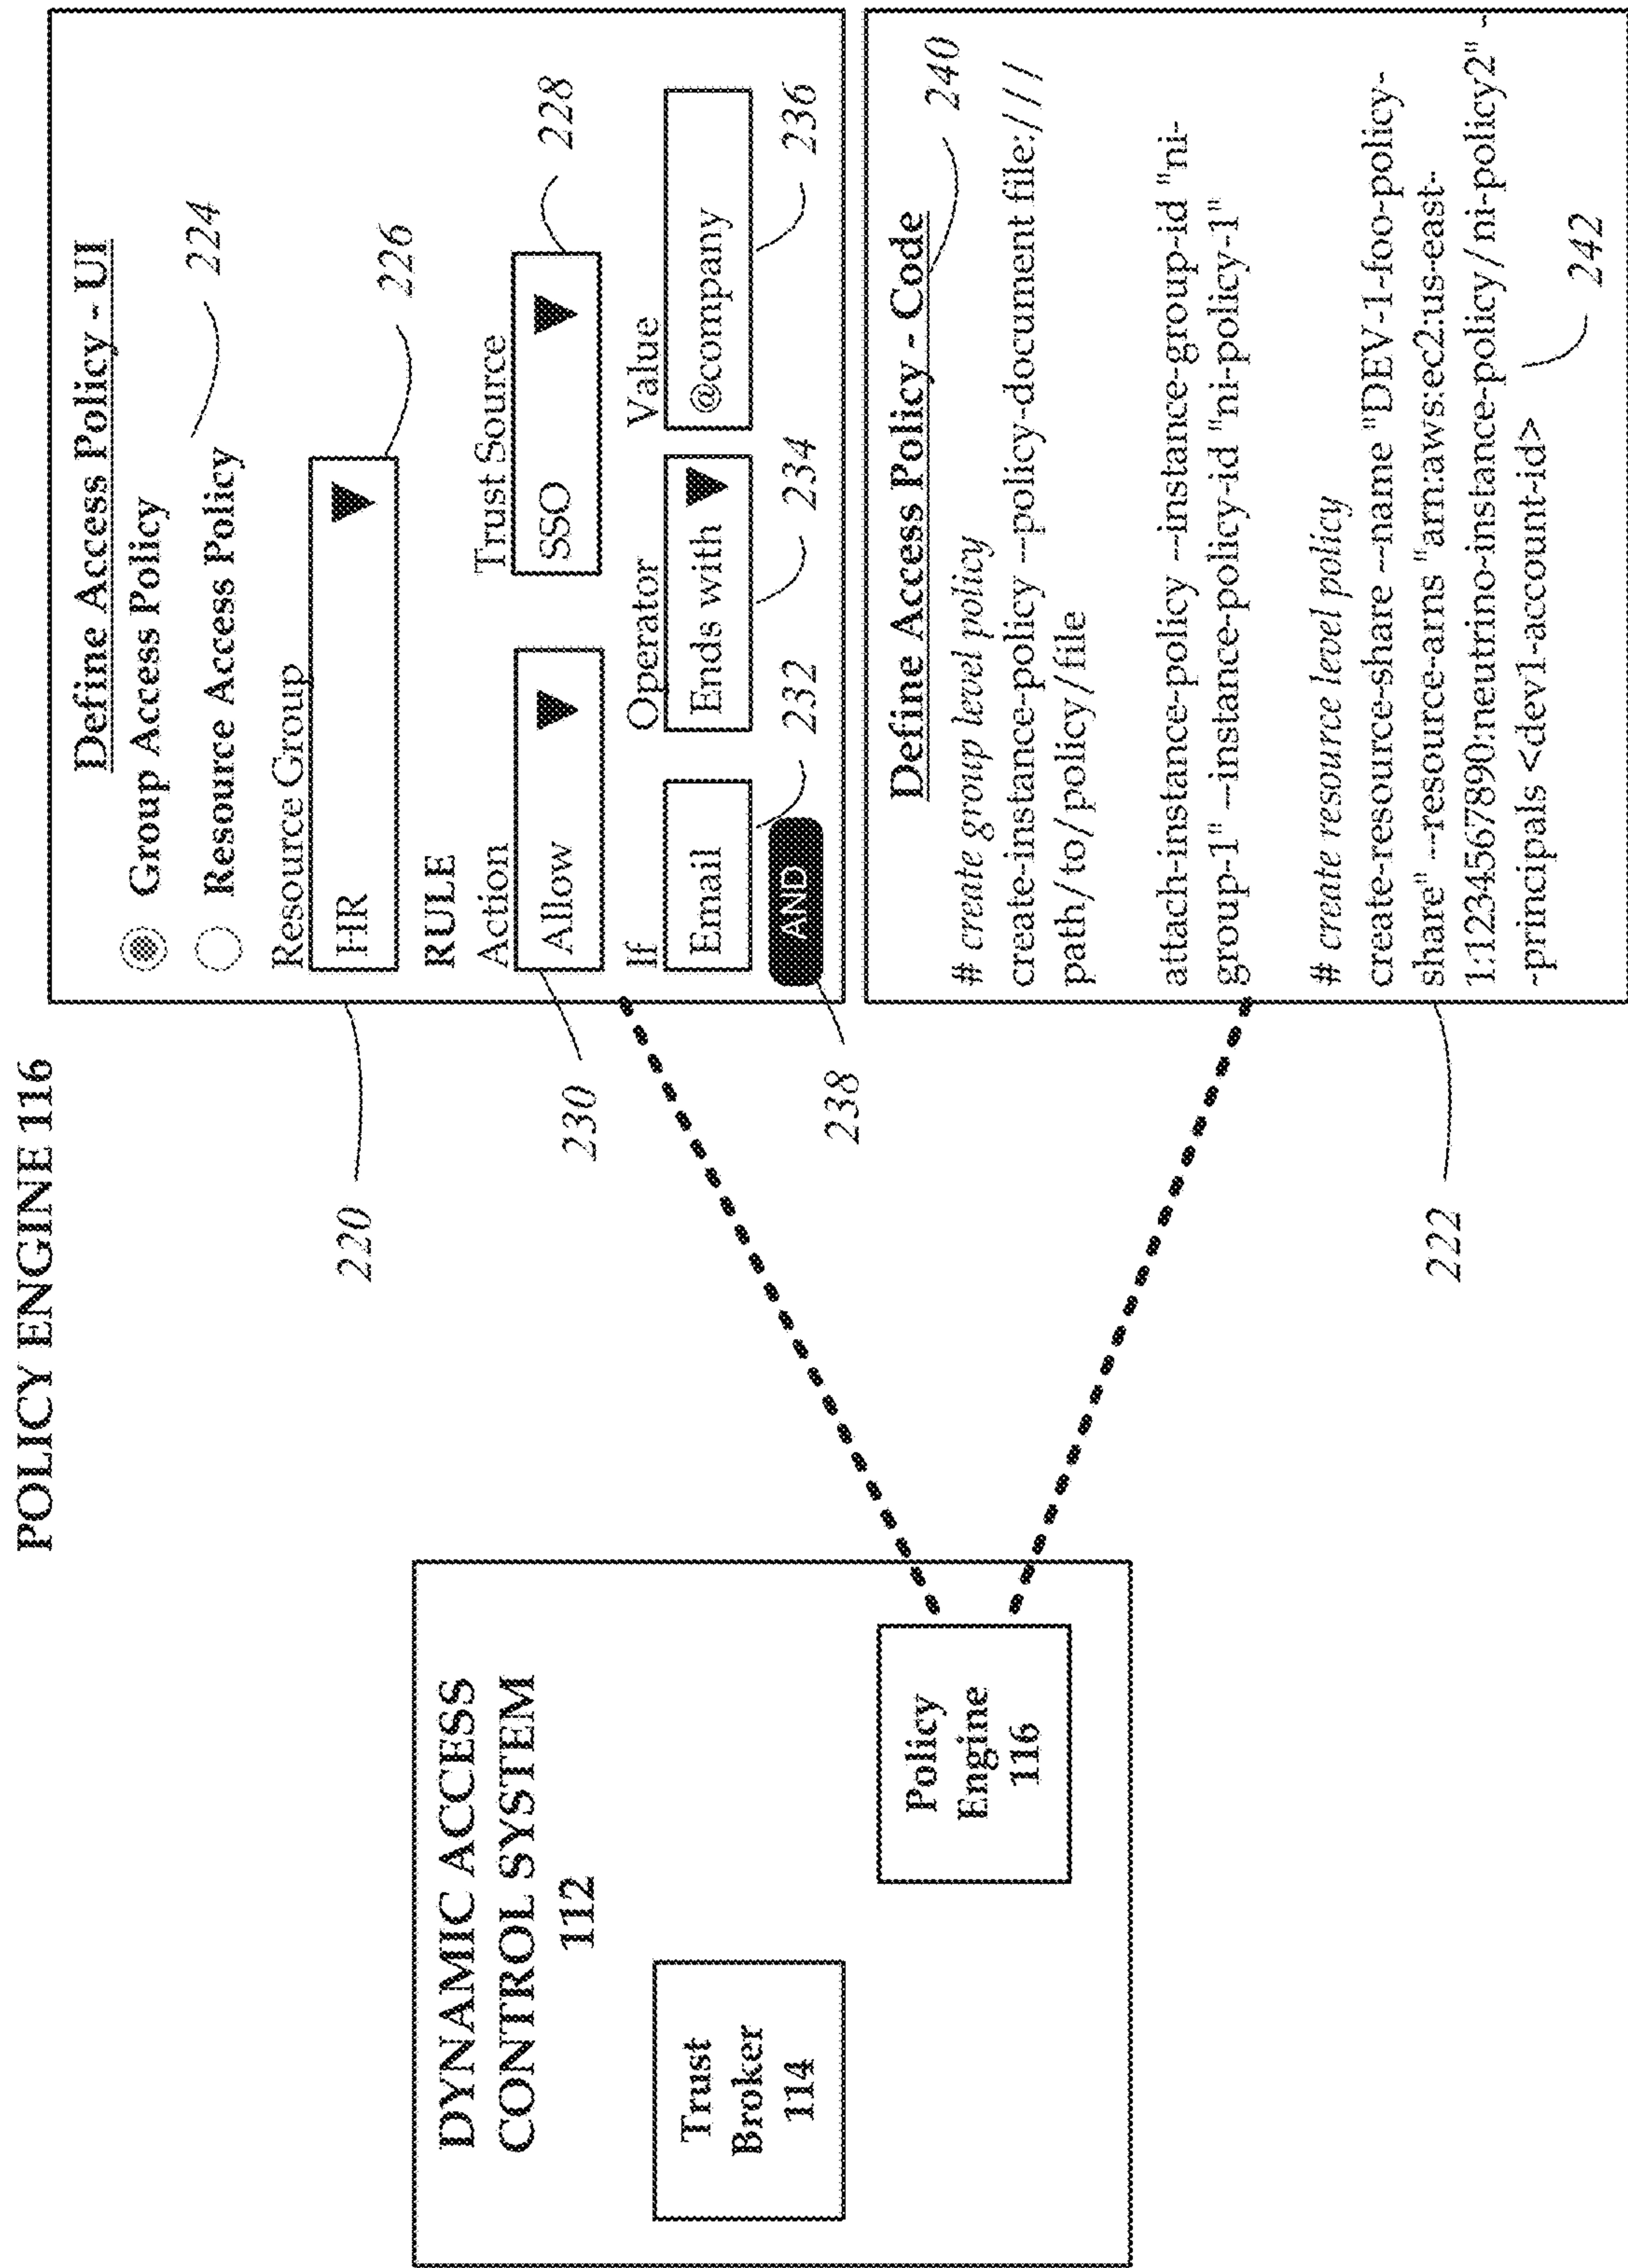 POLICY ENGINE 116
DYNAMIC ACCESS
CONTROL SYSTEM
112
Trust
Broker
114
Policy
Engine
116
220
230
238
222
Define Access Policy - UI
Group Access Policy
Resource Access Policy
224
Resource Group
HR
226
RULE
Action
Trust Source
Allow
SSO
228
If
Operator
Value
Email
Ends with
@company
AND
232
234
236
Define Access Policy - Code
240
# create group level policy
create-instance-policy --policy-document file:///
path/to/policy/file
attach-instance-policy --instance-group-id "ni-
group-1" --instance-policy-id "ni-policy-1"
# create resource level policy
create-resource-share --name "DEV-1-foo-policy-
share" --resource-arns "arn:aws:ec2:us-east-
1:1234567890:neutrino-instance-policy/ni-policy2" -
-principals <dev1-account-id>
242